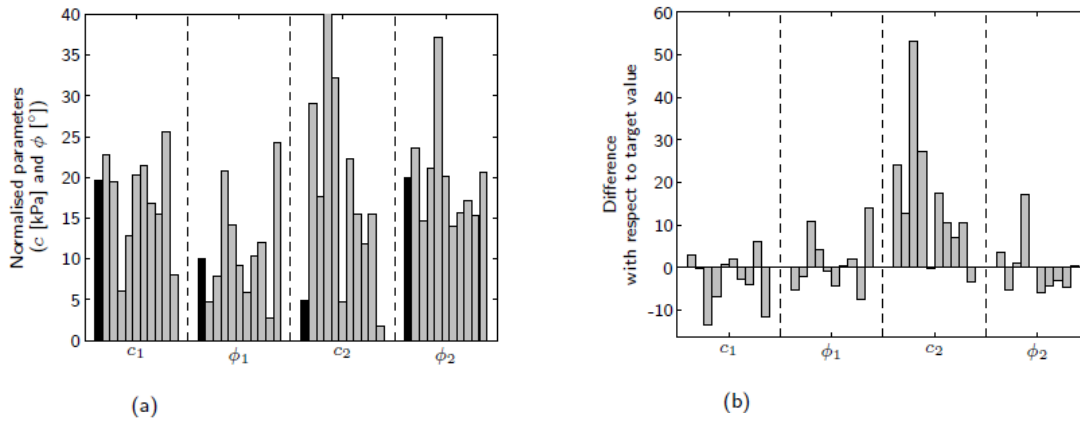 40
35
30
25
20
15
10
5
0
Normalised parameters
(c [kPa] and ϕ [°])
c1 ϕ1 c2 ϕ2
(a)
60
50
40
30
20
10
0
-10
Difference
with respect to target value
c1 ϕ1 c2 ϕ2
(b)